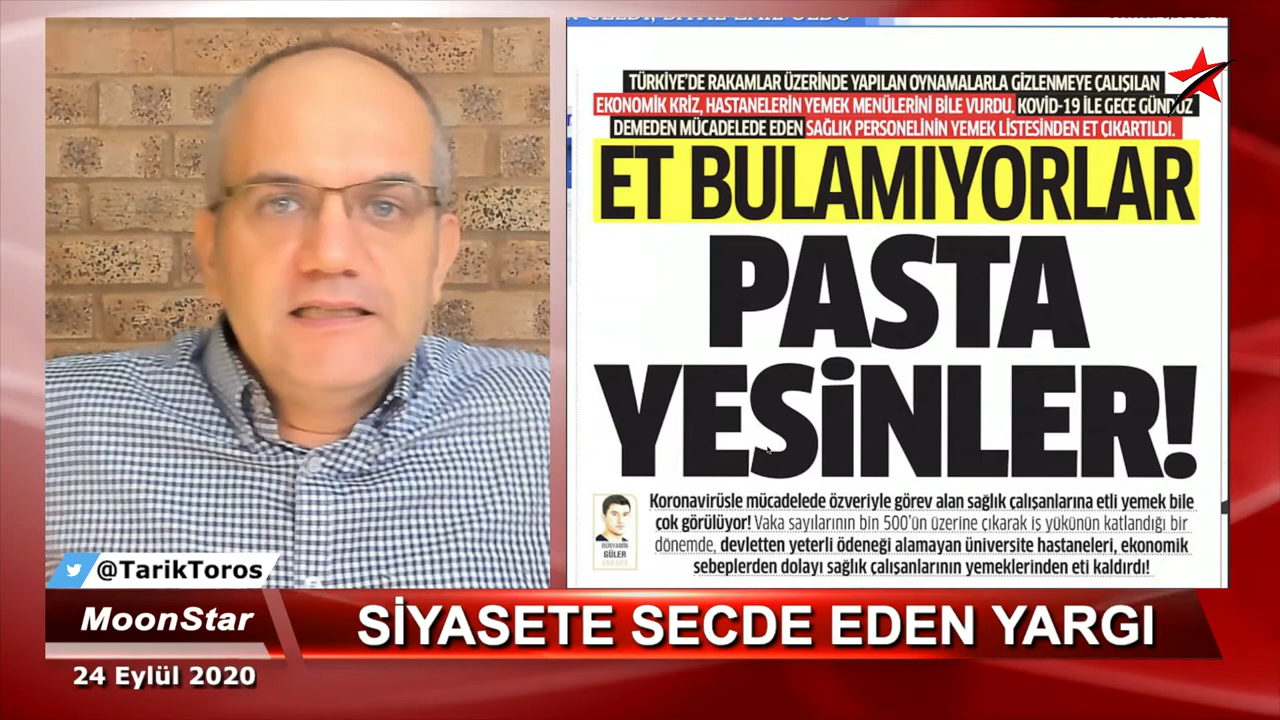 TÜRKİYE'DE RAKAMLAR ÜZERİNDE YAPILAN OYNAMALARLA GİZLENMEYE ÇALIŞILAN
EKONOMİK KRİZ, HASTANELERİN YEMEK MENÜLERİNİ BİLE VURDU. KOVİD-19 İLE GECE GÜNDÜZ
DEMEDEN MÜCADELEDE EDEN SAĞLIK PERSONELİNİN YEMEK LİSTESİNDEN ET ÇIKARTILDI.
ET BULAMIYORLAR
PASTA
YESİNLER!
Koronavirüsle mücadelede özveriyle görev alan sağlık çalışanlarına etli yemek bile
çok görülüyor! Vaka sayılarının bin 500'ün üzerine çıkarak iş yükünün katlandığı bir
dönemde, devletten yeterli ödeneği alamayan üniversite hastaneleri, ekonomik
sebeplerden dolayı sağlık çalışanlarının yemeklerinden eti kaldırdı!
GÜLER
@TarikToros
MoonStar
SİYASETE SECDE EDEN YARGI
24 Eylül 2020